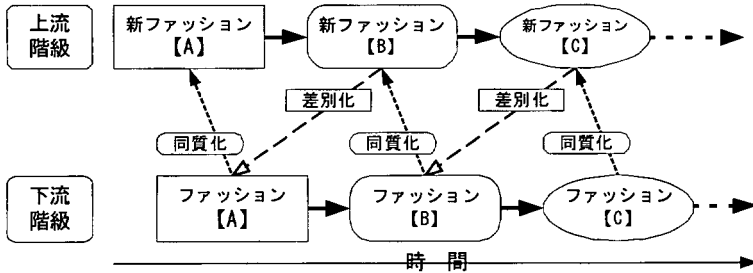 上流
階級
新ファッション
【A】
新ファッション
【B】
新ファッション
【C】
差別化
差別化
同質化
同質化
同質化
下流
階級
ファッション
【A】
ファッション
【B】
ファッション
【C】
時間